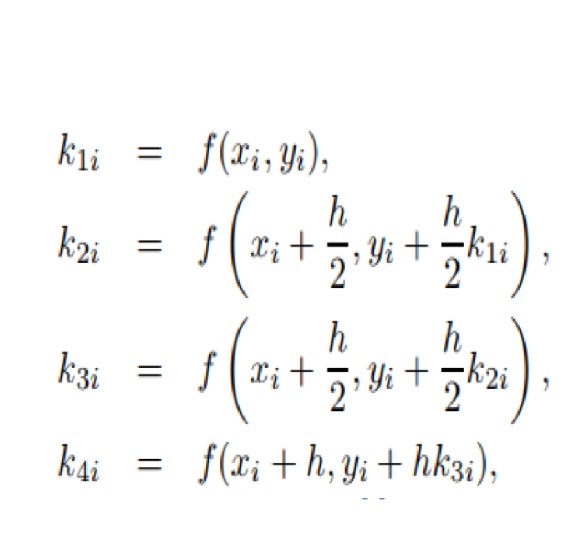 k₁ᵢ = f(xᵢ, yᵢ),
k₂ᵢ = f(xᵢ + h/2, yᵢ + h/2 k₁ᵢ),
k₃ᵢ = f(xᵢ + h/2, yᵢ + h/2 k₂ᵢ),
k₄ᵢ = f(xᵢ + h, yᵢ + hk₃ᵢ),